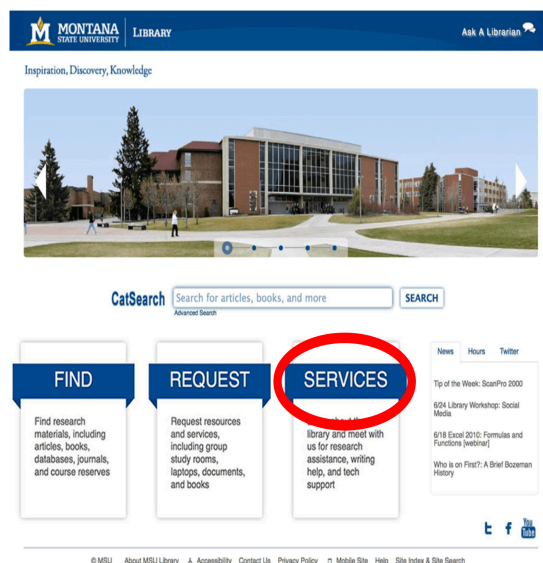 MONTANA
STATE UNIVERSITY
LIBRARY
Ask A Librarian
Inspiration, Discovery, Knowledge
CatSearch
Search for articles, books, and more
SEARCH
Advanced Search
FIND
Find research
materials, including
articles, books,
databases, journals,
and course reserves
REQUEST
Request resources
and services,
including group
study rooms,
laptops, documents,
and books
SERVICES
library and meet with
us for research
assistance, writing
help, and tech
support
News Hours Twitter
Tip of the Week: ScanPro 2000
6/24 Library Workshop: Social
Media
6/18 Excel 2010: Formulas and
Functions [webinar]
Who is on First?: A Brief Bozeman
History
You
Tube
© MSU About MSU Library Accessibility Contact Us Privacy Policy Mobile Site Help Site Index & Site Search